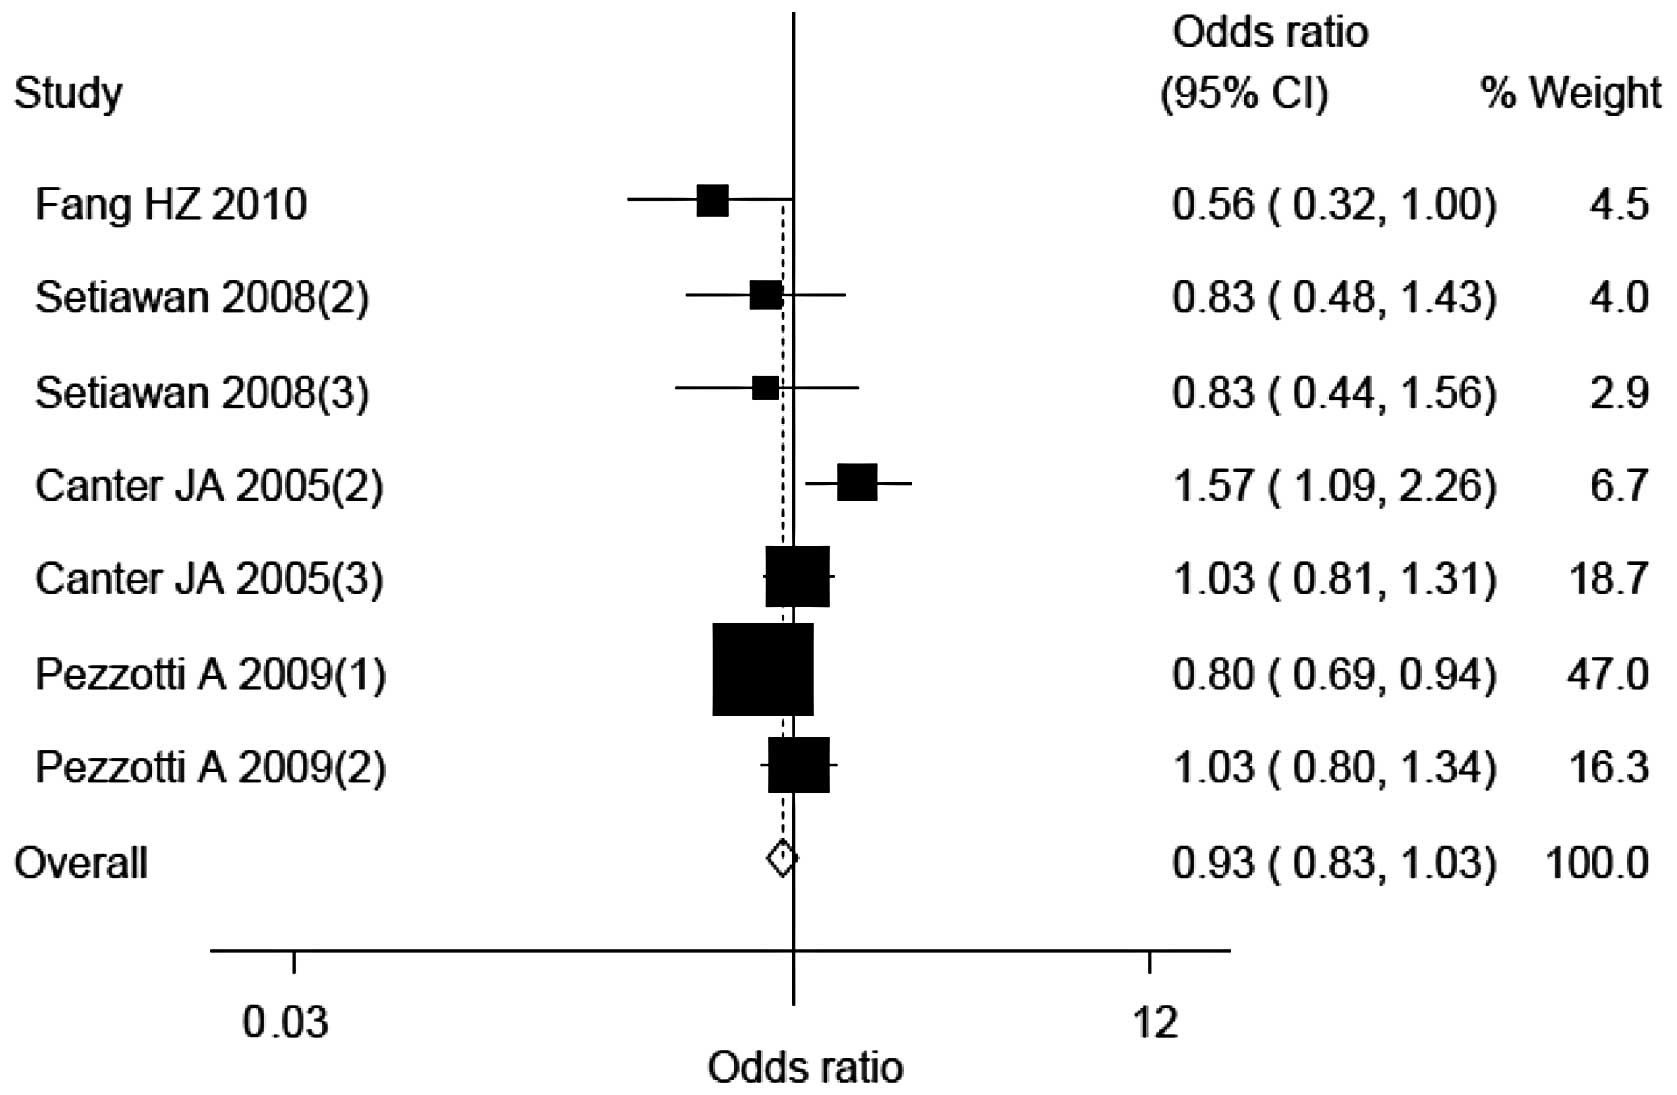 Odds ratio
Study (95% CI) % Weight
Fang HZ 2010 0.56 ( 0.32, 1.00) 4.5
Setiawan 2008(2) 0.83 ( 0.48, 1.43) 4.0
Setiawan 2008(3) 0.83 ( 0.44, 1.56) 2.9
Canter JA 2005(2) 1.57 ( 1.09, 2.26) 6.7
Canter JA 2005(3) 1.03 ( 0.81, 1.31) 18.7
Pezzotti A 2009(1) 0.80 ( 0.69, 0.94) 47.0
Pezzotti A 2009(2) 1.03 ( 0.80, 1.34) 16.3
Overall 0.93 ( 0.83, 1.03) 100.0
0.03 12
Odds ratio